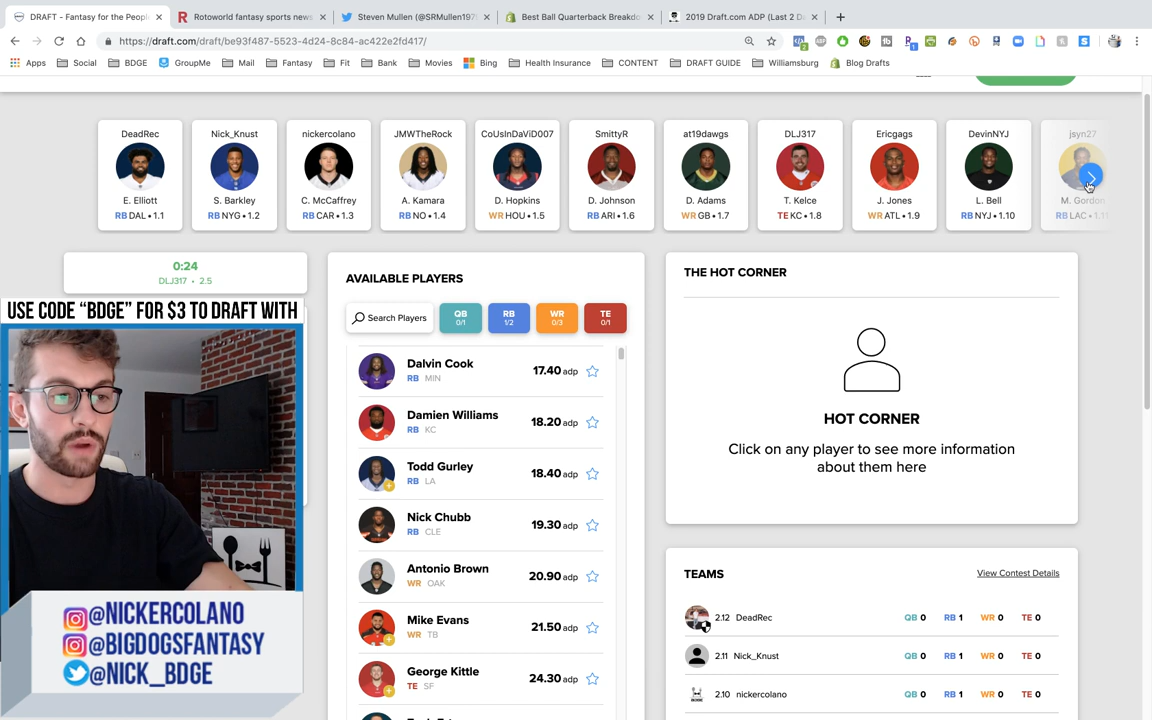 DRAFT - Fantasy for the Peopl
Rotoworld fantasy sports news
Steven Mullen (@SRMullen197
Best Ball Quarterback Breakdo
2019 Draft.com ADP (Last 2 D
https://draft.com/draft/be93f487-5523-4d24-8c84-ac422e2fd417/
Apps Social BDGE GroupMe Mail Fantasy Fit Bank Movies Bing Health Insurance CONTENT DRAFT GUIDE Williamsburg Blog Drafts
DeadRec
E. Elliott
RB DAL • 1.1
Nick_Knust
S. Barkley
RB NYG • 1.2
nickercolano
C. McCaffrey
RB CAR • 1.3
JMWTheRock
A. Kamara
RB NO • 1.4
CoUsInDaViD007
D. Hopkins
WR HOU • 1.5
SmittyR
D. Johnson
RB ARI • 1.6
at19dawgs
D. Adams
WR GB • 1.7
DLJ317
T. Kelce
TE KC • 1.8
Ericgags
J. Jones
WR ATL • 1.9
DevinNYJ
L. Bell
RB NYJ • 1.10
jsyn27
M. Gordon
RB LAC • 1.11
0:24
DLJ317 • 2.5
USE CODE "BDGE" FOR $3 TO DRAFT WITH
@NICKERCOLANO
@BIGDOGSFANTASY
@NICK_BDGE
AVAILABLE PLAYERS
Search Players
QB
0/1
RB
1/2
WR
0/3
TE
0/1
Dalvin Cook 17.40 adp
RB MIN
Damien Williams 18.20 adp
RB KC
Todd Gurley 18.40 adp
RB LA
Nick Chubb 19.30 adp
RB CLE
Antonio Brown 20.90 adp
WR OAK
Mike Evans 21.50 adp
WR TB
George Kittle 24.30 adp
TE SF
THE HOT CORNER
HOT CORNER
Click on any player to see more information
about them here
TEAMS View Contest Details
2.12 DeadRec QB 0 RB 1 WR 0 TE 0
2.11 Nick_Knust QB 0 RB 1 WR 0 TE 0
2.10 nickercolano QB 0 RB 1 WR 0 TE 0